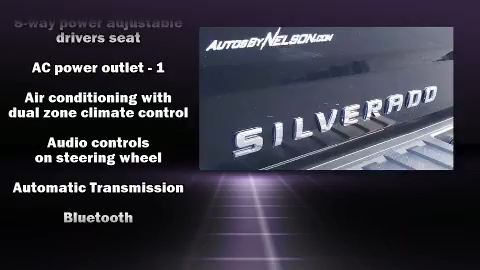 8-way power adjustable
drivers seat
AC power outlet - 1
Air conditioning with
dual zone climate control
Audio controls
on steering wheel
Automatic Transmission
Bluetooth
AUTOSBYNELSON.COM
SILVERADO